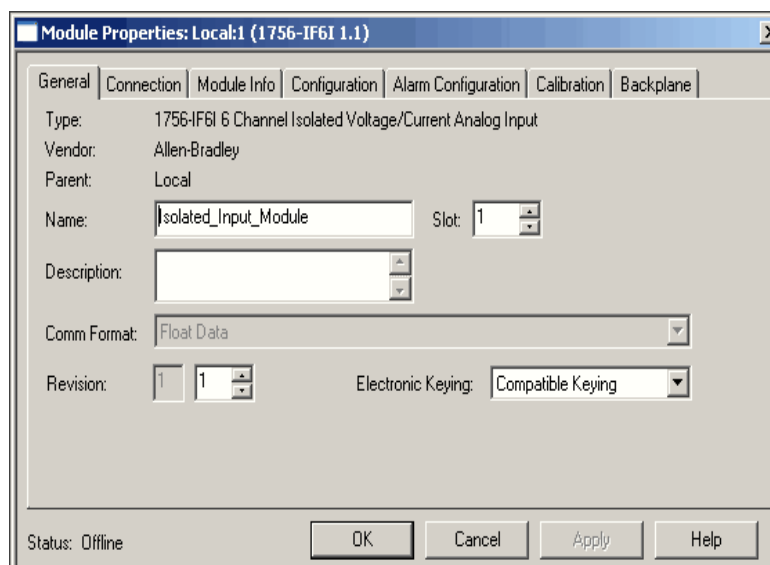 Module Properties: Local:1 (1756-IF6I 1.1)
General Connection Module Info Configuration Alarm Configuration Calibration Backplane
Type: 1756-IF6I 6 Channel Isolated Voltage/Current Analog Input
Vendor: Allen-Bradley
Parent: Local
Name: Isolated_Input_Module Slot: 1
Description:
Comm Format: Float Data
Revision: 1 1 Electronic Keying: Compatible Keying
Status: Offline OK Cancel Apply Help